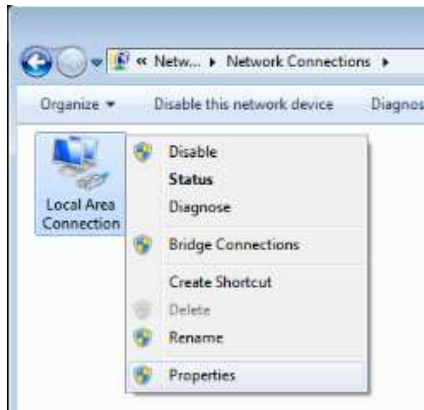 « Netw... ▸ Network Connections ▸
Organize ▾ Disable this network device Diagnos
Local Area
Connection
Disable
Status
Diagnose
Bridge Connections
Create Shortcut
Delete
Rename
Properties